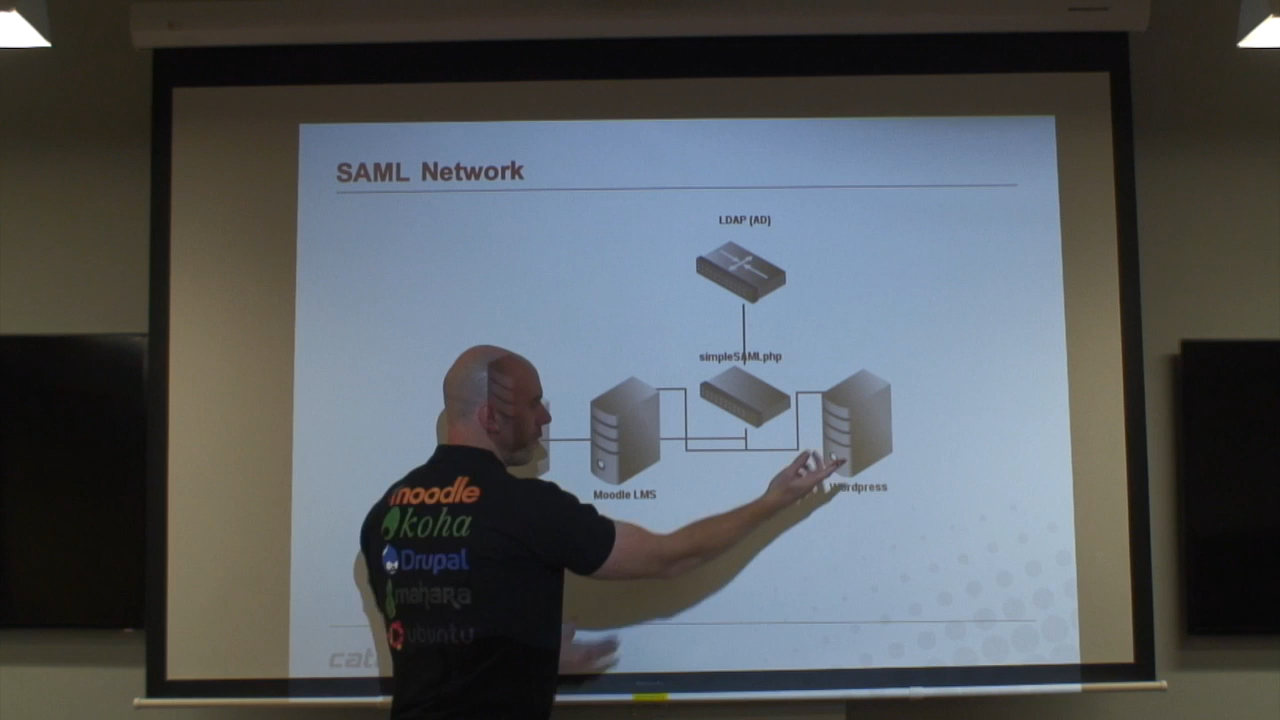 SAML Network
LDAP (AD)
simpleSAMLphp
Moodle LMS
Wordpress
moodle
koha
Drupal
mahara
ubuntu